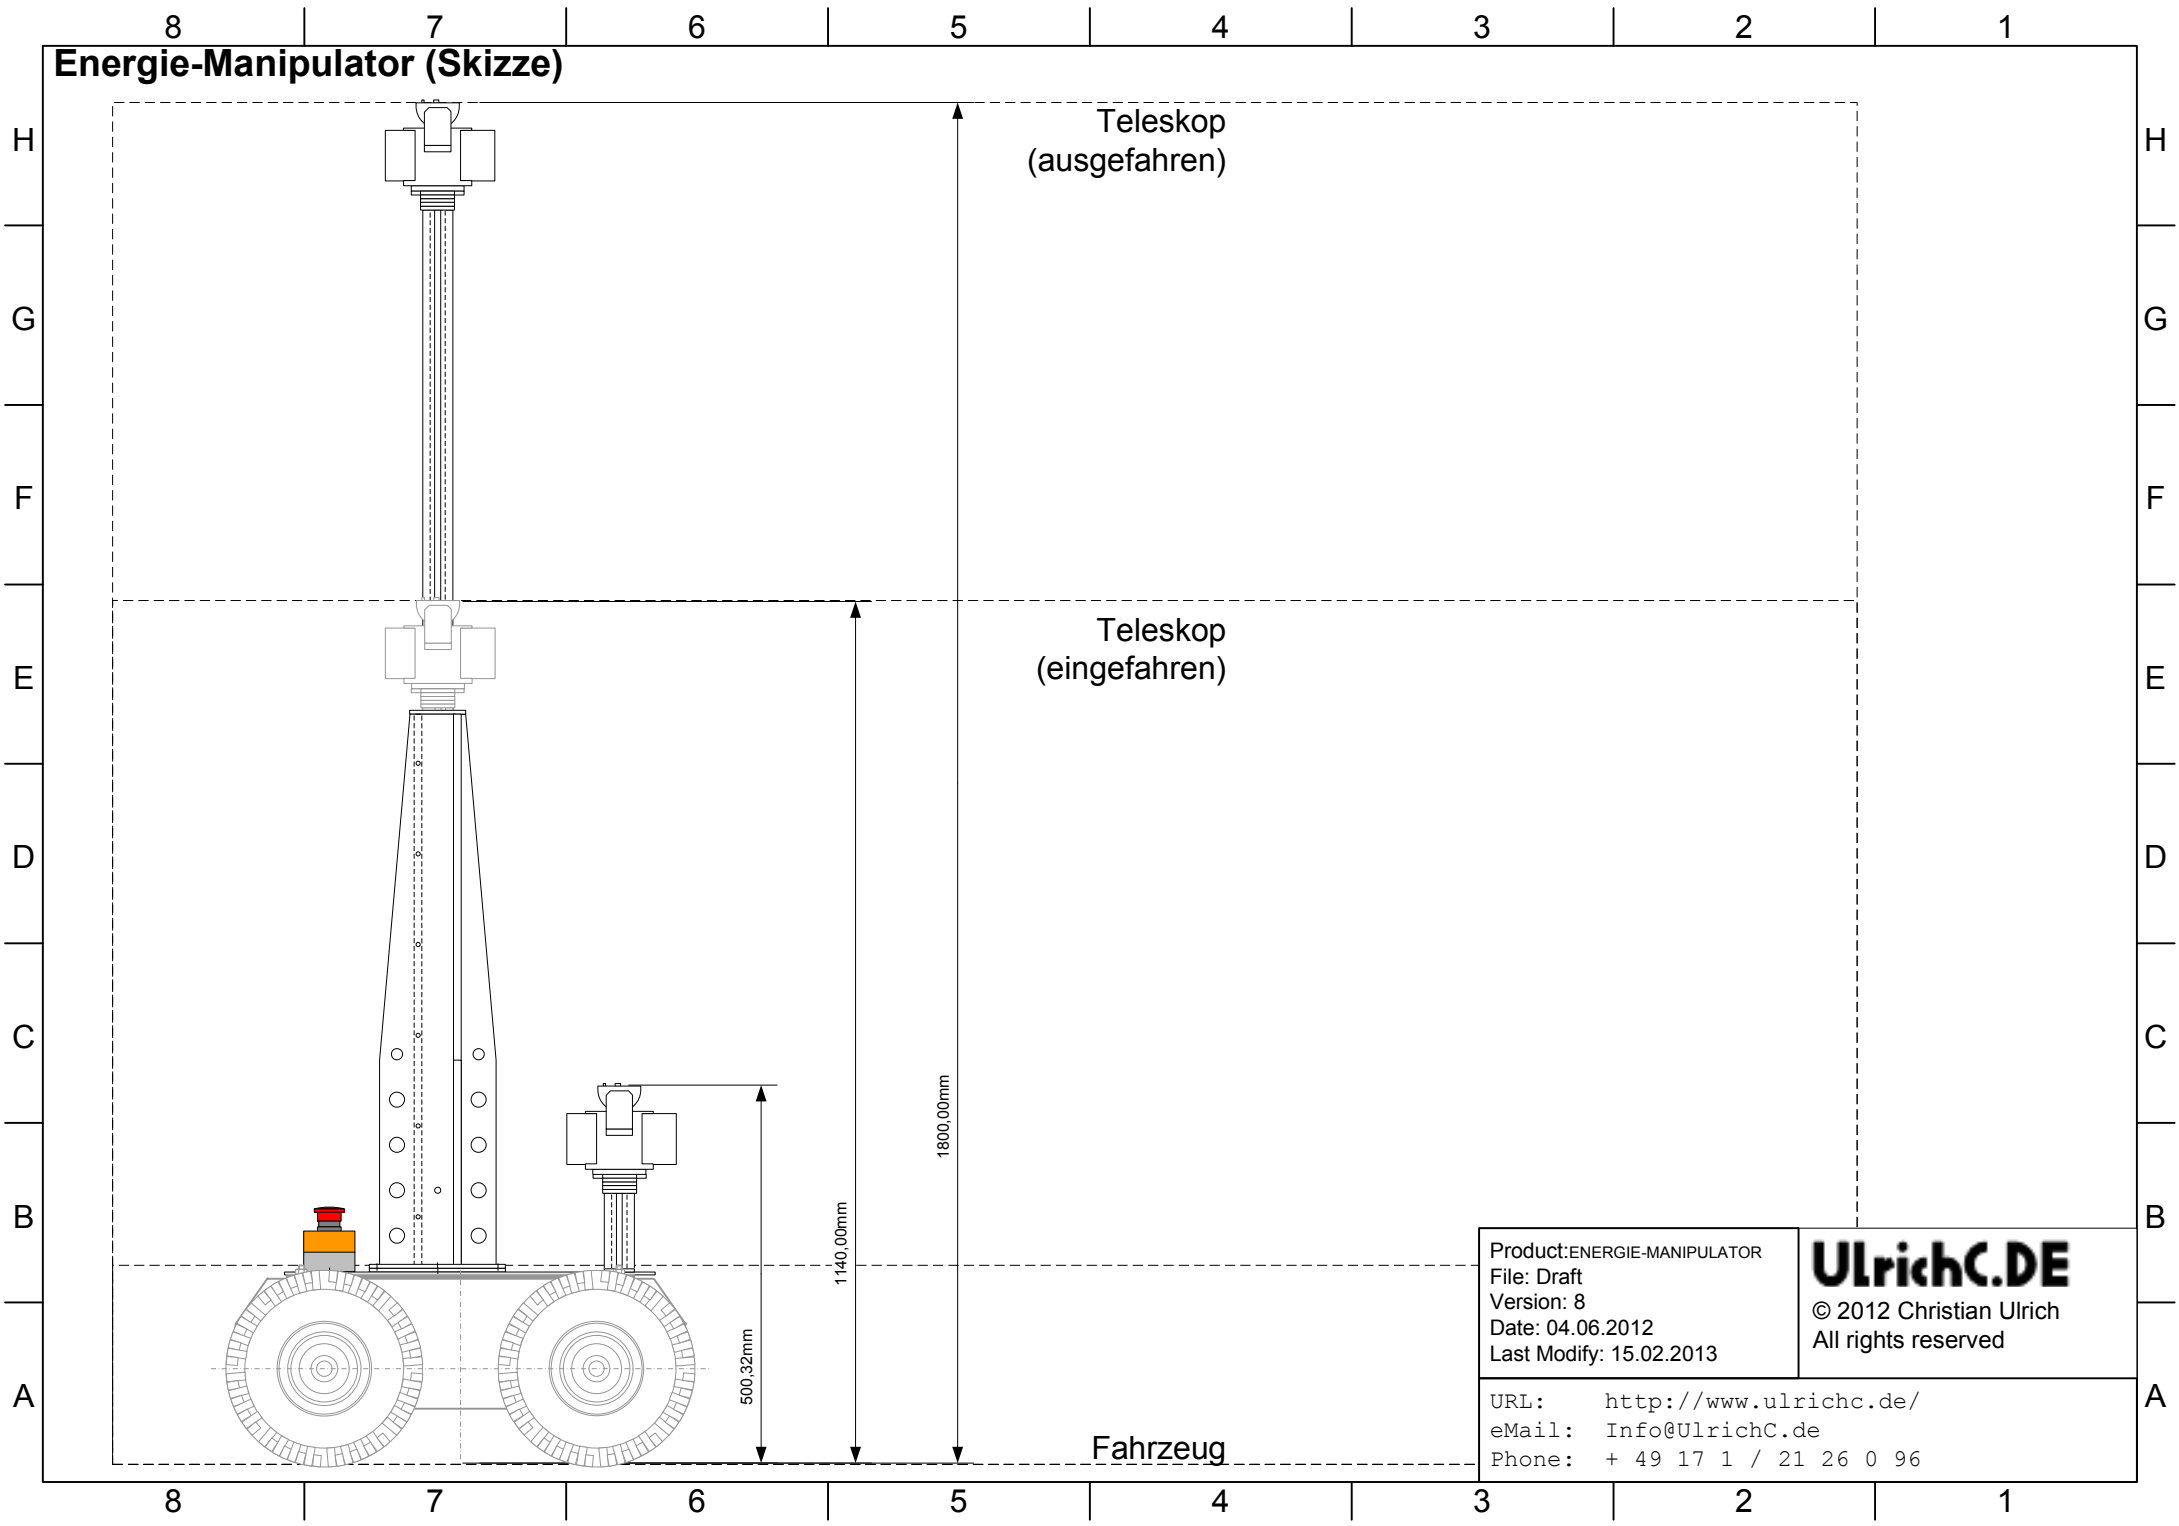 8 7 6 5 4 3 2 1
Energie-Manipulator (Skizze)
Teleskop
(ausgefahren)
H H
G G
F F
Teleskop
(eingefahren)
E E
D D
C C
1800,00mm
1140,00mm
500,32mm
B B
Product:ENERGIE-MANIPULATOR
File: Draft
Version: 8
Date: 04.06.2012
Last Modify: 15.02.2013
UlrichC.DE
© 2012 Christian Ulrich
All rights reserved
A A
URL: http://www.ulrichc.de/
eMail: Info@UlrichC.de
Phone: + 49 17 1 / 21 26 0 96
Fahrzeug
8 7 6 5 4 3 2 1